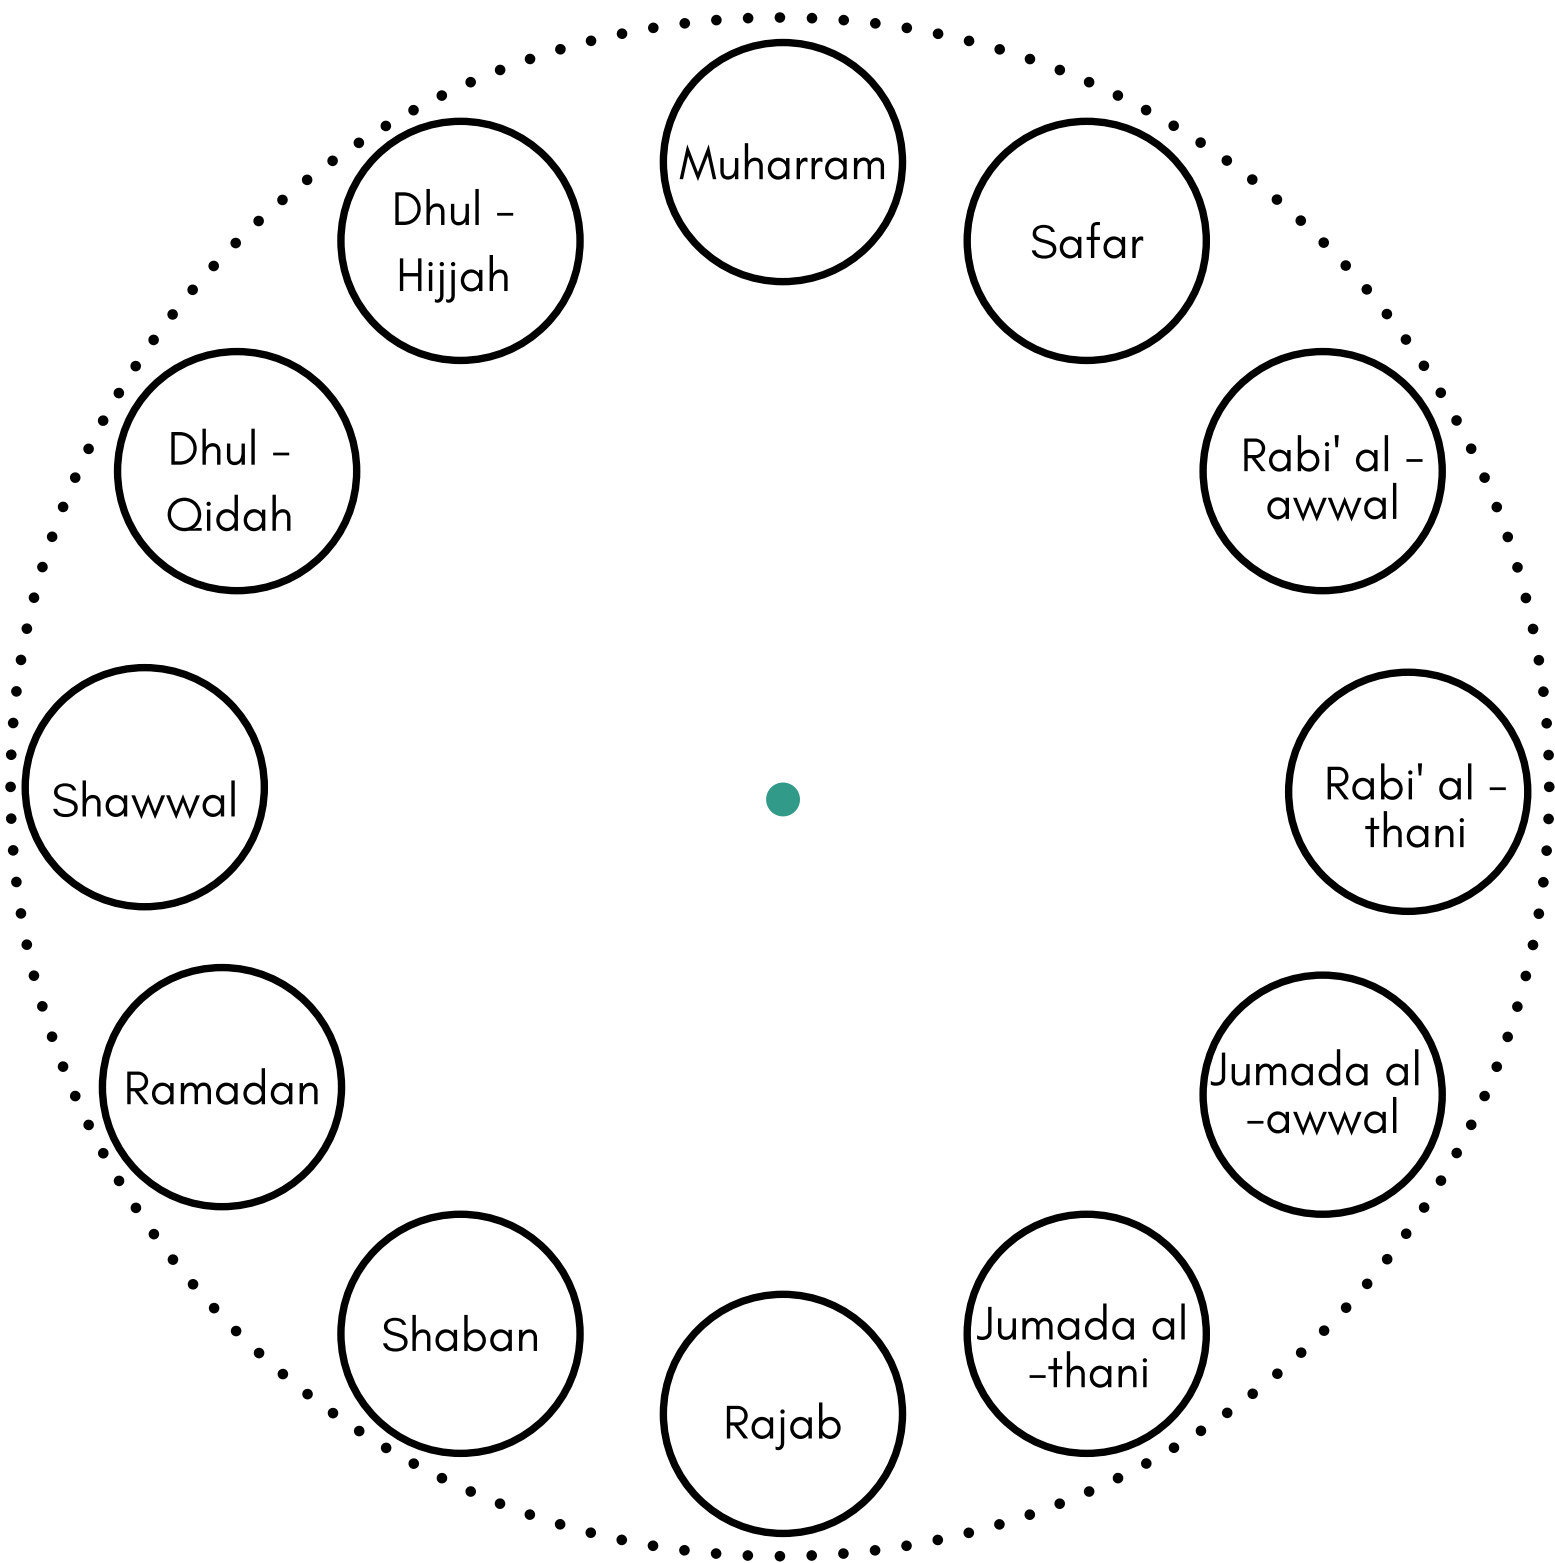 Muharram
Safar
Rabi' al -
awwal
Rabi' al -
thani
Jumada al
-awwal
Jumada al
-thani
Rajab
Shaban
Ramadan
Shawwal
Dhul -
Qidah
Dhul -
Hijjah